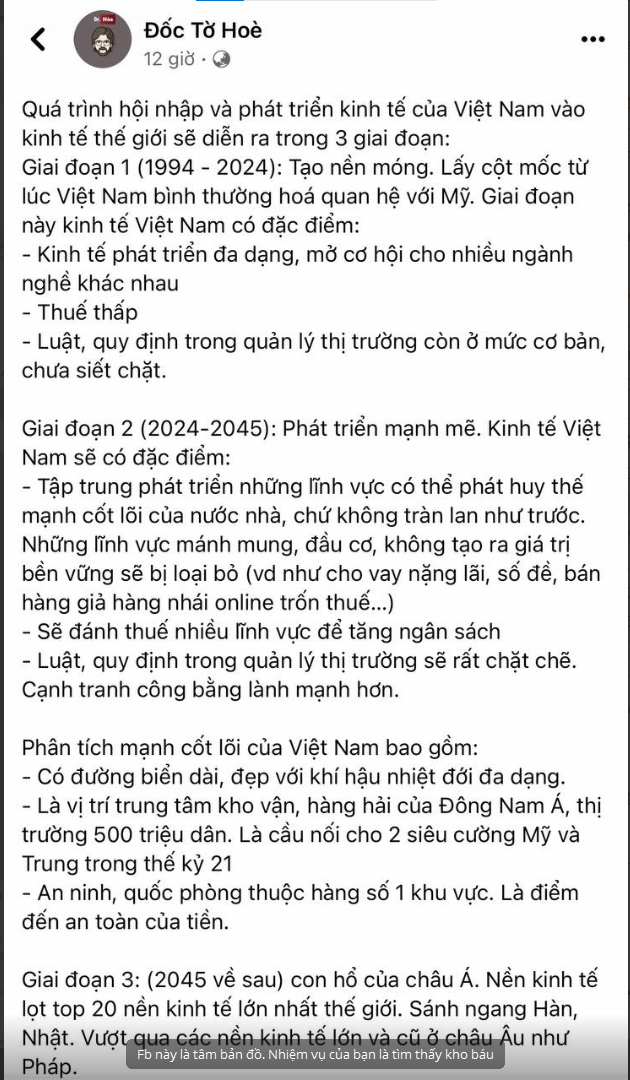 Dr. Hòe
Đốc Tờ Hoè
12 giờ ·
Quá trình hội nhập và phát triển kinh tế của Việt Nam vào
kinh tế thế giới sẽ diễn ra trong 3 giai đoạn:
Giai đoạn 1 (1994 - 2024): Tạo nền móng. Lấy cột mốc từ
lúc Việt Nam bình thường hoá quan hệ với Mỹ. Giai đoạn
này kinh tế Việt Nam có đặc điểm:
- Kinh tế phát triển đa dạng, mở cơ hội cho nhiều ngành
nghề khác nhau
- Thuế thấp
- Luật, quy định trong quản lý thị trường còn ở mức cơ bản,
chưa siết chặt.
Giai đoạn 2 (2024-2045): Phát triển mạnh mẽ. Kinh tế Việt
Nam sẽ có đặc điểm:
- Tập trung phát triển những lĩnh vực có thể phát huy thế
mạnh cốt lõi của nước nhà, chứ không tràn lan như trước.
Những lĩnh vực mánh mung, đầu cơ, không tạo ra giá trị
bền vững sẽ bị loại bỏ (vd như cho vay nặng lãi, số đề, bán
hàng giả hàng nhái online trốn thuế...)
- Sẽ đánh thuế nhiều lĩnh vực để tăng ngân sách
- Luật, quy định trong quản lý thị trường sẽ rất chặt chẽ.
Cạnh tranh công bằng lành mạnh hơn.
Phân tích mạnh cốt lõi của Việt Nam bao gồm:
- Có đường biển dài, đẹp với khí hậu nhiệt đới đa dạng.
- Là vị trí trung tâm kho vận, hàng hải của Đông Nam Á, thị
trường 500 triệu dân. Là cầu nối cho 2 siêu cường Mỹ và
Trung trong thế kỷ 21
- An ninh, quốc phòng thuộc hàng số 1 khu vực. Là điểm
đến an toàn của tiền.
Giai đoạn 3: (2045 về sau) con hổ của châu Á. Nền kinh tế
lọt top 20 nền kinh tế lớn nhất thế giới. Sánh ngang Hàn,
Nhật. Vượt qua các nền kinh tế lớn và cũ ở châu Âu như
Pháp.
Fb này là tâm bản đồ. Nhiệm vụ của bạn là tìm thấy kho báu